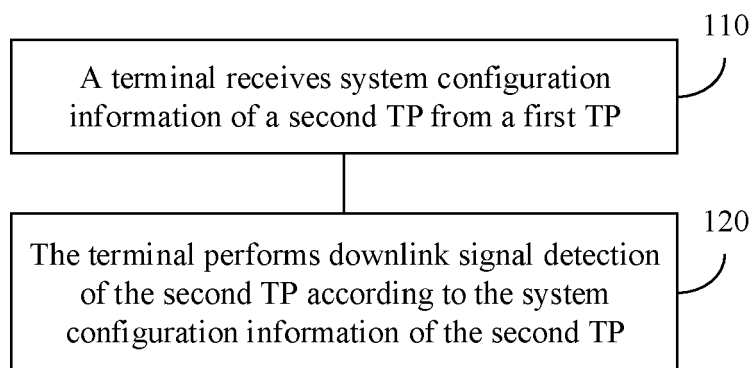 110
A terminal receives system configuration
information of a second TP from a first TP
120
The terminal performs downlink signal detection
of the second TP according to the system
configuration information of the second TP